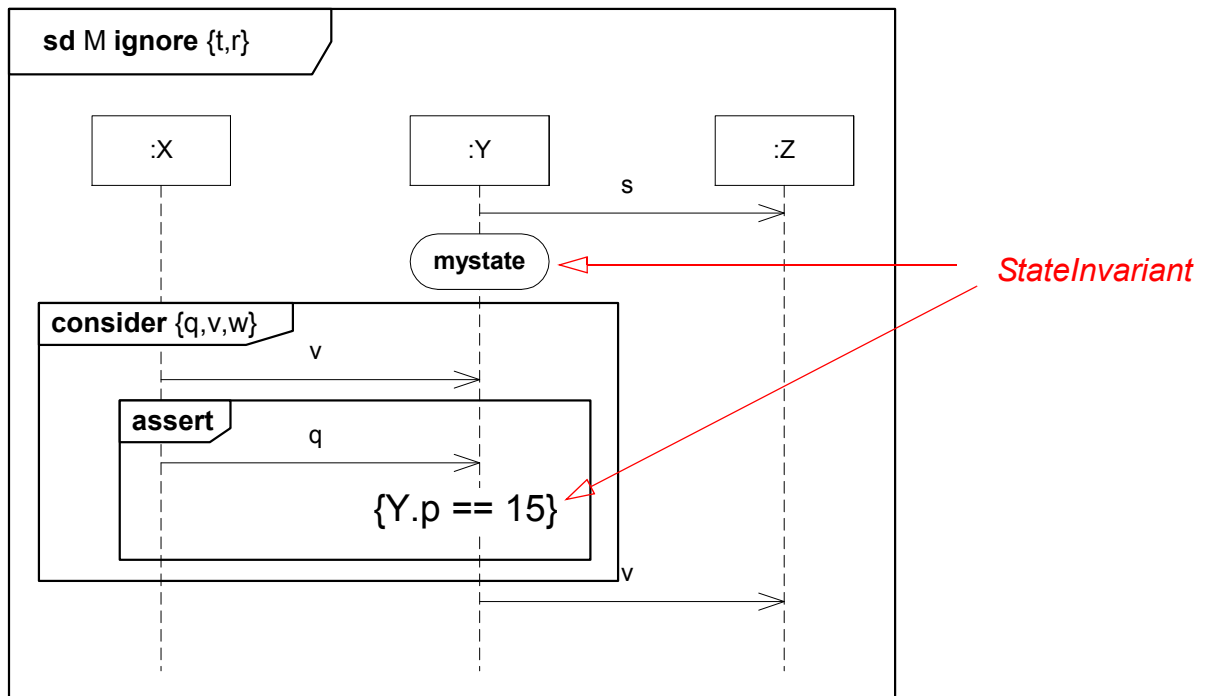 sd M ignore {t,r}
:X
:Y
:Z
s
mystate
StateInvariant
consider {q,v,w}
v
assert
q
{Y.p == 15}
v